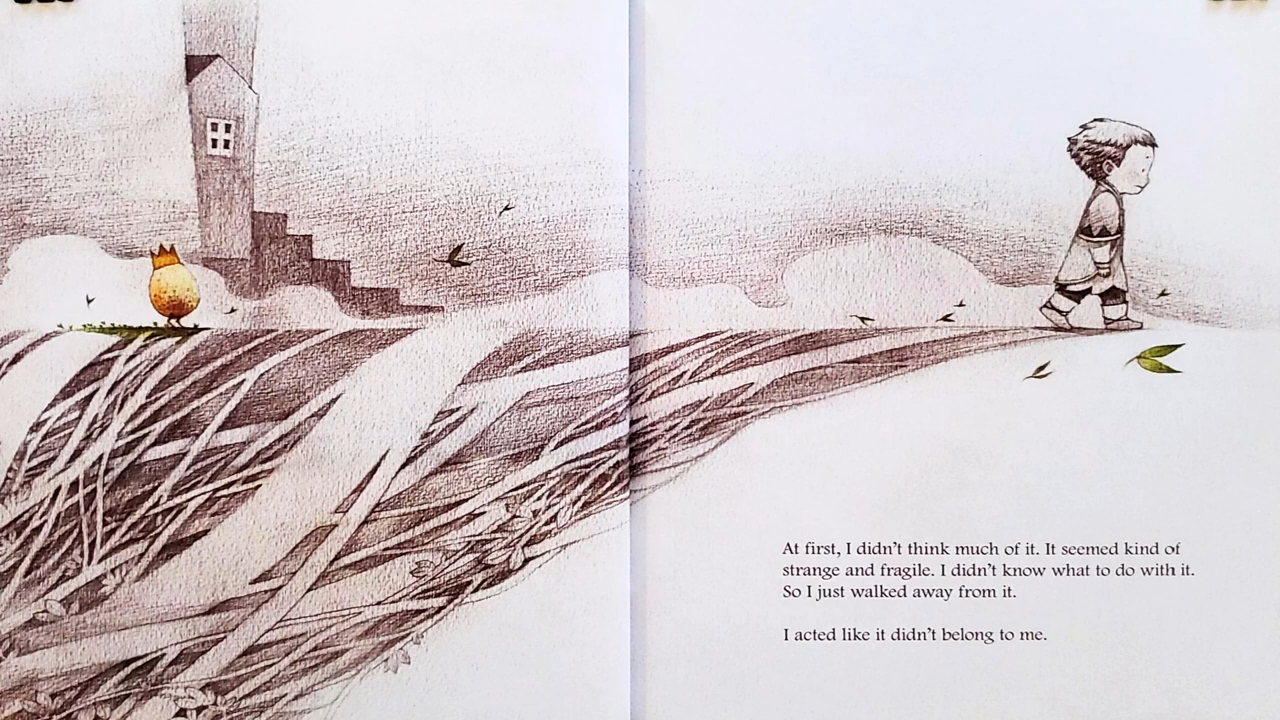 At first, I didn't think much of it. It seemed kind of
strange and fragile. I didn't know what to do with it.
So I just walked away from it.
I acted like it didn't belong to me.